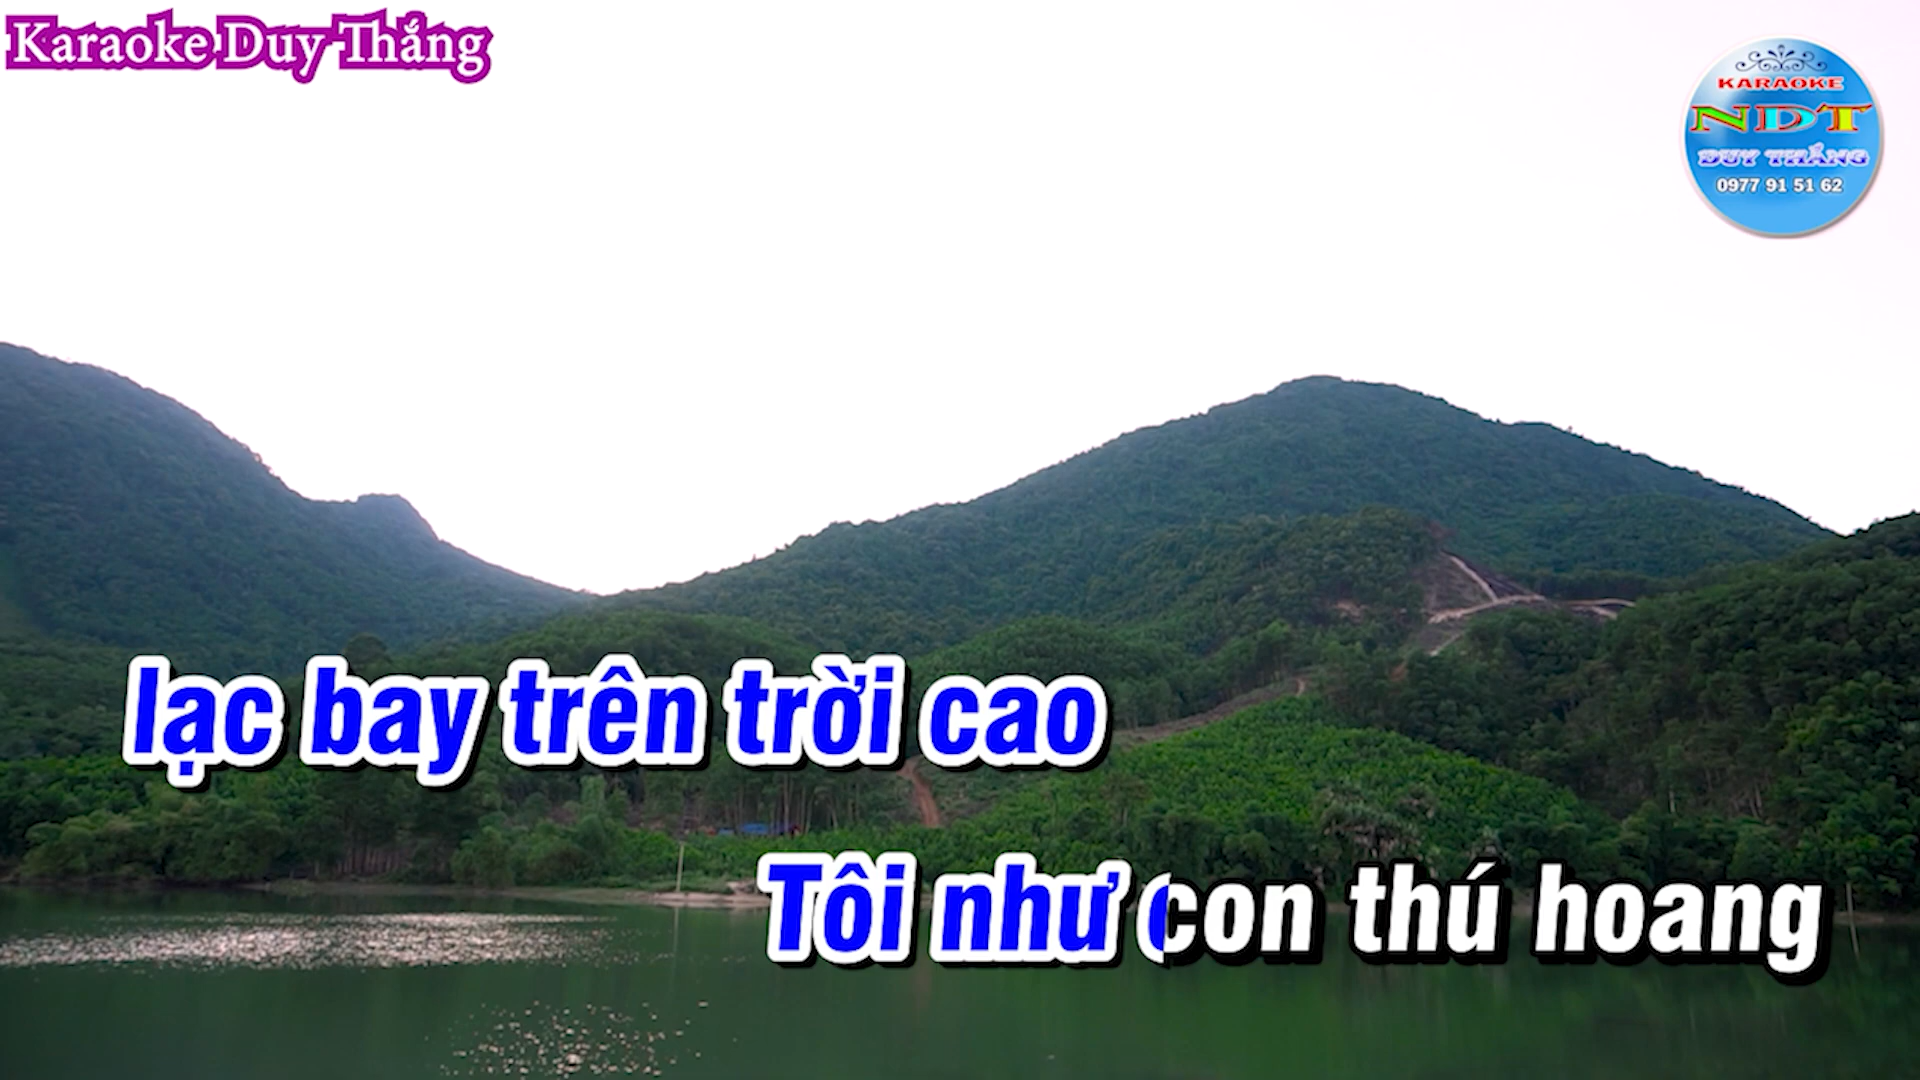 Karaoke Duy Thắng
KARAOKE
NDT
DUY THẮNG
0977 91 51 62
lạc bay trên trời cao
Tôi như con thú hoang